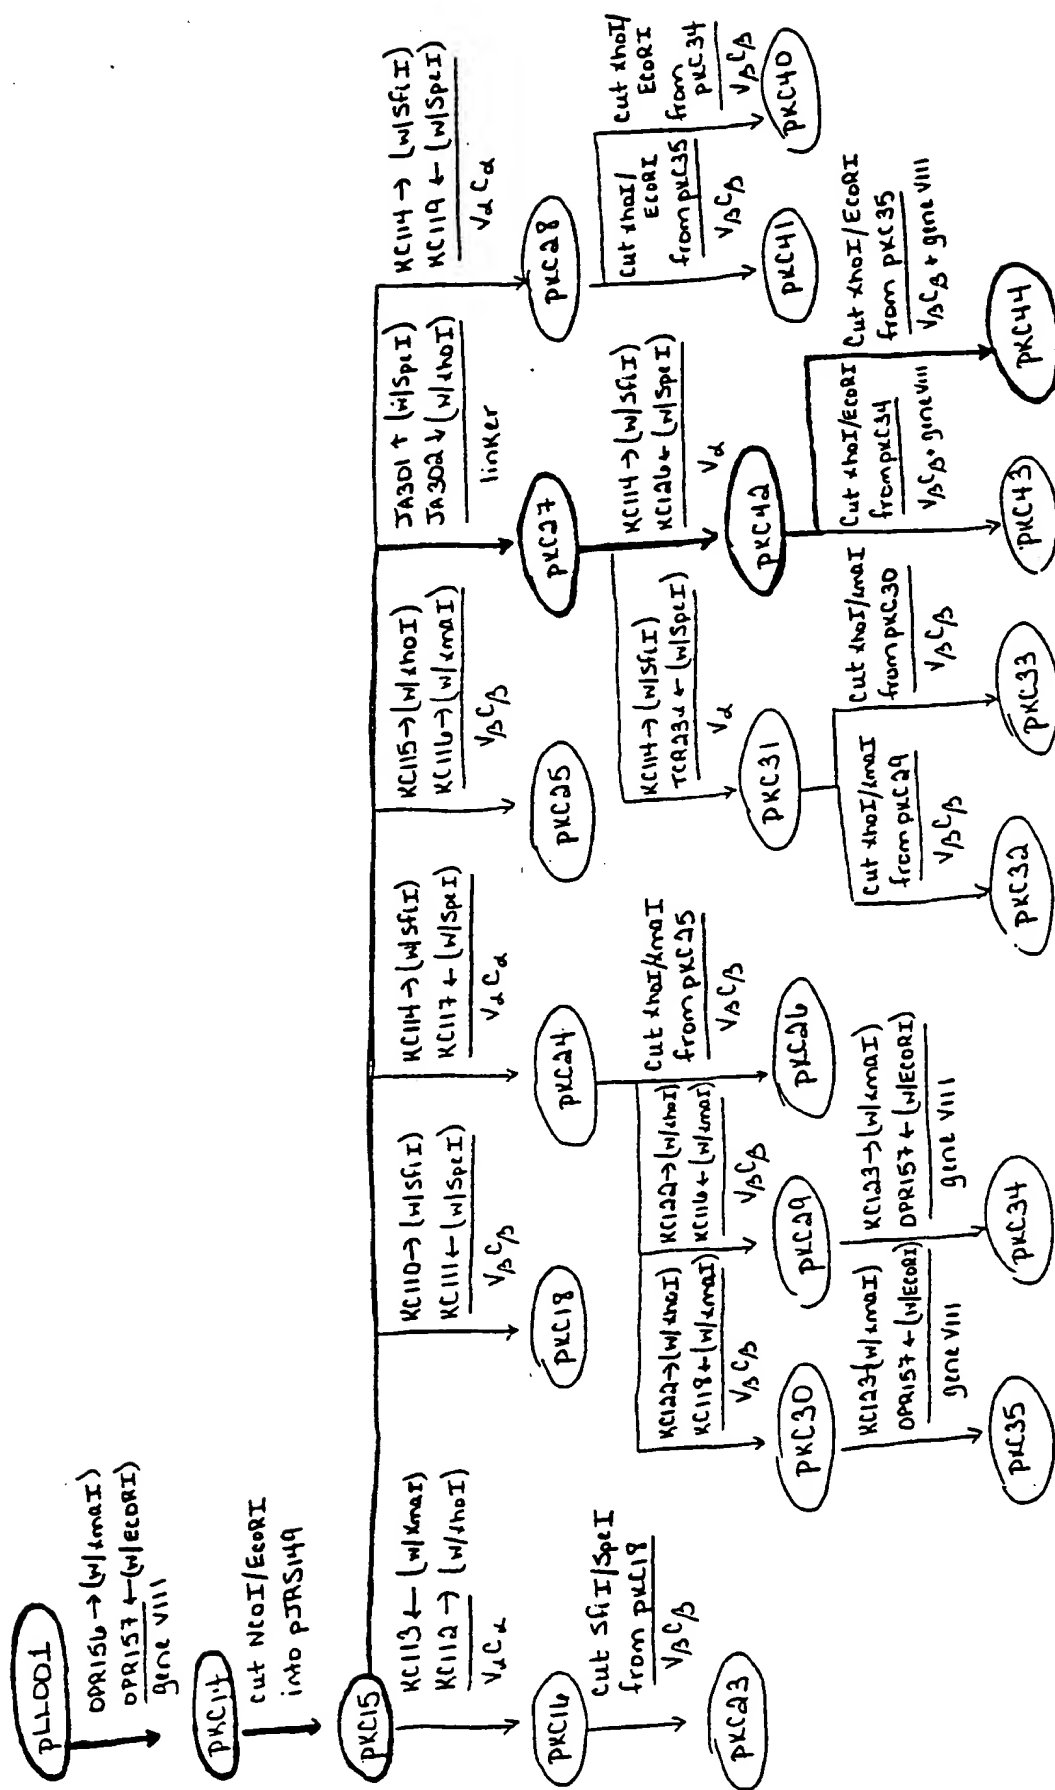 pLL001
OPR156→(w/XmaI)
OPR157←(w/ECORI)
gene VIII
pKC14
cut NCOI/ECORI
into pJRS149
pKC15
KC113←(w/XmaI)
KC112→(w/XhoI)
VαCα
pKC16
Cut SfiI/SpeI
from pKC18
VβCβ
pKC23
KC110→(w/SfiI)
KC111←(w/SpeI)
VβCβ
pKC18
KC114→(w/SfiI)
KC117←(w/SpeI)
VαCα
pKC24
KC122→(w/XhoI)
KC118←(w/XmaI)
VβCβ
pKC30
KC123(w/XmaI)
OPR157←(w/ECORI)
gene VIII
pKC35
KC122→(w/XhoI)
KC116←(w/XmaI)
VβCβ
pKC29
KC123→(w/XmaI)
OPR157←(w/ECORI)
gene VIII
pKC34
Cut XhoI/XmaI
from pKC25
VβCβ
pKC26
KC115→(w/XhoI)
KC116→(w/XmaI)
VβCβ
pKC25
JA301↑(w/SpeI)
JA302↓(w/XhoI)
linker
pKC27
KC114→(w/SfiI)
TCR23α←(w/SpeI)
Vα
pKC31
Cut XhoI/XmaI
from pKC29
VβCβ
pKC32
Cut XhoI/XmaI
from pKC30
VβCβ
pKC33
KC114→(w/SfiI)
KC126←(w/SpeI)
Vα
pKC42
Cut XhoI/ECORI
from pKC34
VβCβ+ gene VIII
pKC43
Cut XhoI/ECORI
from pKC35
VβCβ + gene VIII
pKC44
KC114→(w/SfiI)
KC119←(w/SpeI)
VαCα
pKC28
Cut XhoI/
ECORI
from pKC35
VβCβ
pKC41
Cut XhoI/
ECORI
from
pKC34
VβCβ
pKC40